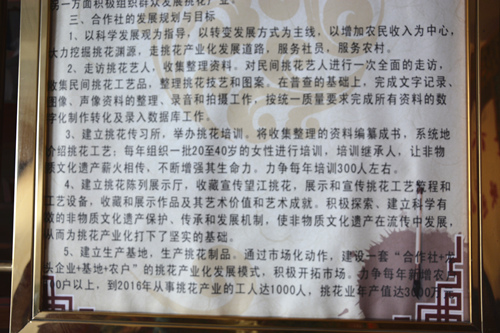 另一方面积极组织群众发展挑花产业。
三、合作社的发展规划与目标
1、以科学发展观为指导，以转变发展方式为主线，以增加农民收入为中心，
大力挖掘挑花渊源，走挑花产业化发展道路，服务社员，服务农村。
2、走访挑花艺人，收集整理资料。对民间挑花艺人进行一次全面的走访，
收集民间挑花工艺品，整理挑花技艺和图案。在普查的基础上，完成文字记录、
图像、声像资料的整理、录音和拍摄工作，按统一质量要求完成所有资料的数
字化制作转化及录入数据库工作。
3、建立挑花传习所，举办挑花培训。将收集整理的资料编纂成书，系统地
介绍挑花工艺；每年组织一批20至40岁的女性进行培训，培训继承人，让非物
质文化遗产薪火相传，不断增强其生命力。力争每年培训300人左右。
4、建立挑花陈列展示厅，收藏宣传望江挑花，展示和宣传挑花工艺流程和
工艺设备，收藏和展示作品及其艺术价值和艺术成就。积极探索、建立科学有
效的非物质文化遗产保护、传承和发展机制，使非物质文化遗产在流传中发展，
从而为挑花产业化打下了坚实的基础。
5、建立生产基地，生产挑花制品。通过市场化动作，建设一套“合作社+
头企业+基地+农户”的挑花产业化发展模式，积极开拓市场。力争每年新增农
00户以上，到2016年从事挑花产业的工人达1000人，挑花业年产值达3000万